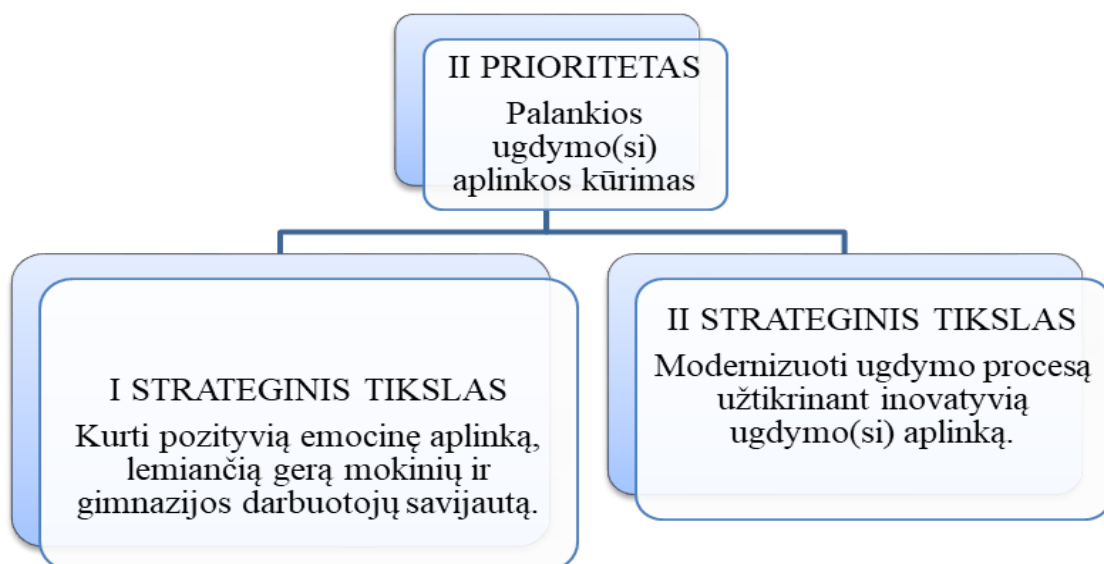 II PRIORITETAS
Palankios
ugdymo(si)
aplinkos kūrimas
I STRATEGINIS TIKSLAS
Kurti pozityvią emocinę aplinką,
lemiančią gerą mokinių ir
gimnazijos darbuotojų savijautą.
II STRATEGINIS TIKSLAS
Modernizuoti ugdymo procesą
užtikrinant inovatyvią
ugdymo(si) aplinką.